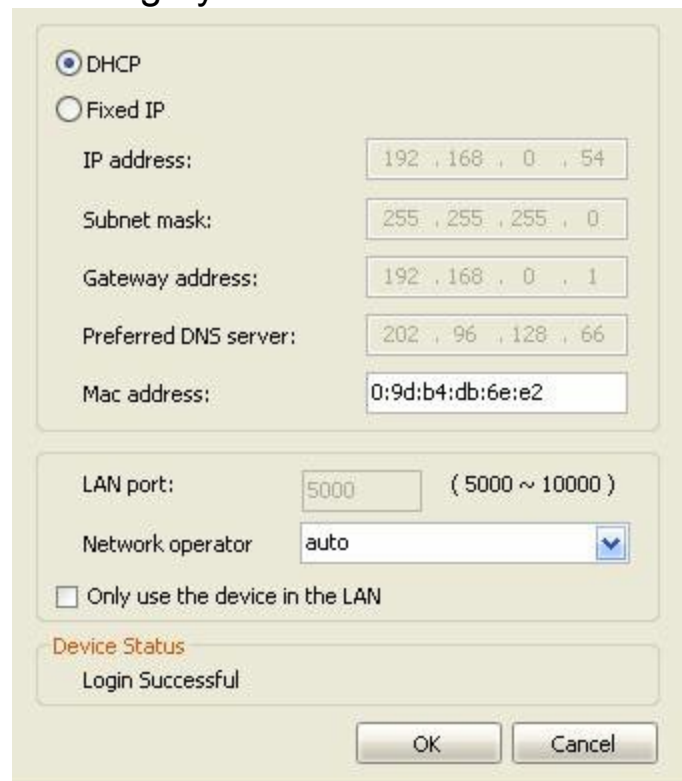 DHCP
Fixed IP
IP address: 192 . 168 . 0 . 54
Subnet mask: 255 . 255 . 255 . 0
Gateway address: 192 . 168 . 0 . 1
Preferred DNS server: 202 . 96 . 128 . 66
Mac address: 0:9d:b4:db:6e:e2
LAN port: 5000 ( 5000 ~ 10000 )
Network operator auto
Only use the device in the LAN
Device Status
Login Successful
OK Cancel